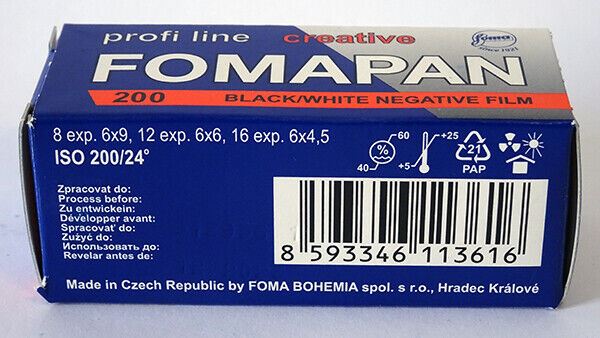 profi line creative
foma
since 1921
FOMAPAN
200 BLACK/WHITE NEGATIVE FILM
8 exp. 6x9, 12 exp. 6x6, 16 exp. 6x4,5
ISO 200/24°
% 60
40
+25
+5
21
PAP
Zpracovat do:
Process before:
Zu entwickein:
Développer avant:
Spracovať do:
Zużyć do:
Использовать до:
Revelar antes de:
8 593346 113616
Made in Czech Republic by FOMA BOHEMIA spol. s r.o., Hradec Králové